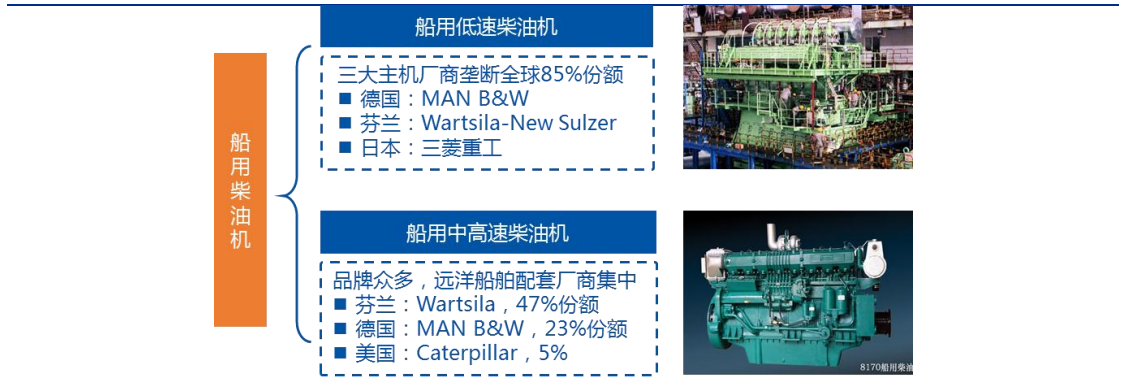 船用柴油机
船用低速柴油机
三大主机厂商垄断全球85%份额
■ 德国：MAN B&W
■ 芬兰：Wartsila-New Sulzer
■ 日本：三菱重工
船用中高速柴油机
品牌众多，远洋船舶配套厂商集中
■ 芬兰：Wartsila，47%份额
■ 德国：MAN B&W，23%份额
■ 美国：Caterpillar，5%
8170船用柴油